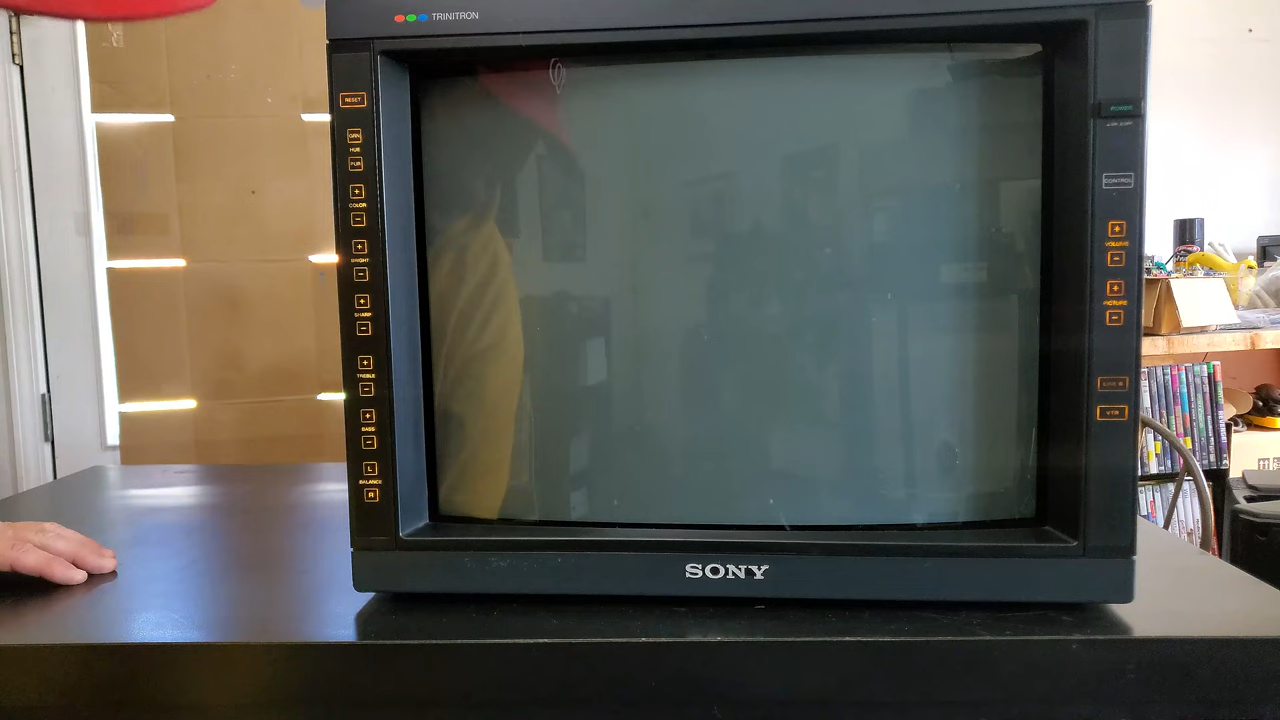 TRINITRON
RESET
GRN
HUE
PUR
+
COLOR
−
+
BRIGHT
−
+
SHARP
−
+
TREBLE
−
+
BASS
−
L
BALANCE
R
POWER
CONTROL
+
VOLUME
−
+
PICTURE
−
VTR
SONY